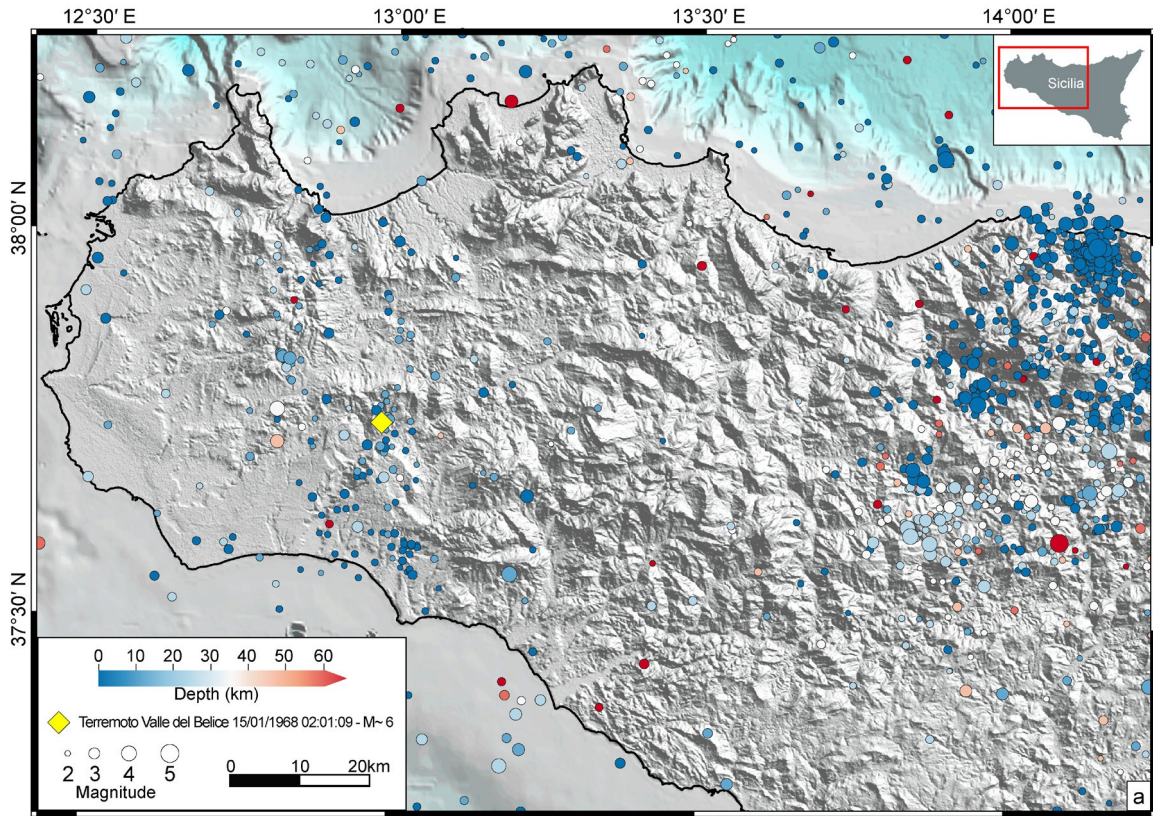 12°30' E 13°00' E 13°30' E 14°00' E
Sicilia
38°00' N
37°30' N
0 10 20 30 40 50 60
Depth (km)
Terremoto Valle del Belice 15/01/1968 02:01:09 - M~ 6
2 3 4 5
Magnitude
0 10 20km
a